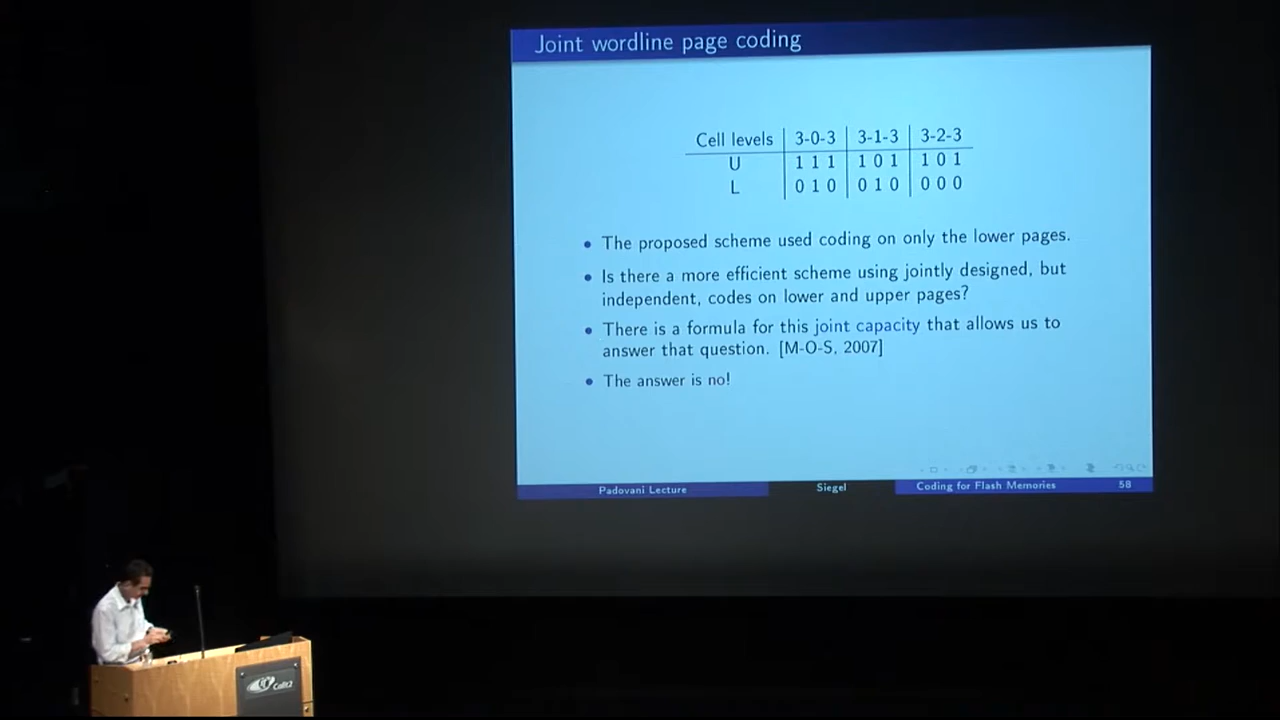 Joint wordline page coding
Cell levels 3-0-3 3-1-3 3-2-3
U 1 1 1 1 0 1 1 0 1
L 0 1 0 0 1 0 0 0 0
• The proposed scheme used coding on only the lower pages.
• Is there a more efficient scheme using jointly designed, but
independent, codes on lower and upper pages?
• There is a formula for this joint capacity that allows us to
answer that question. [M-O-S, 2007]
• The answer is no!
Padovani Lecture Siegel Coding for Flash Memories 58
Calit2